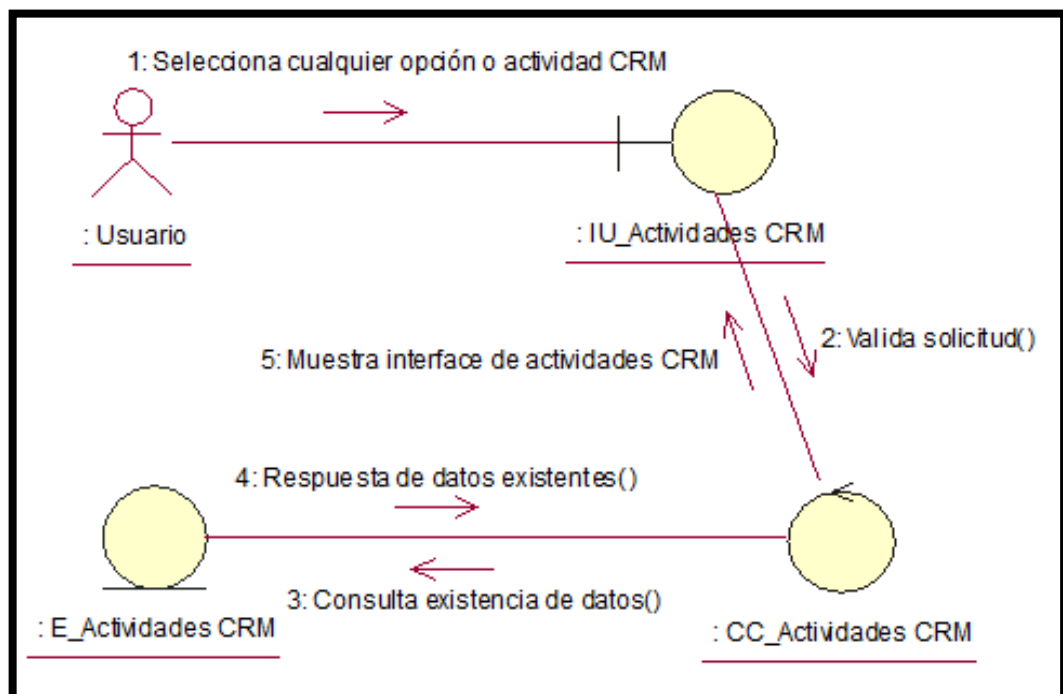 1: Selecciona cualquier opción o actividad CRM
: Usuario
: IU_Actividades CRM
2: Valida solicitud()
5: Muestra interface de actividades CRM
4: Respuesta de datos existentes()
3: Consulta existencia de datos()
: E_Actividades CRM
: CC_Actividades CRM